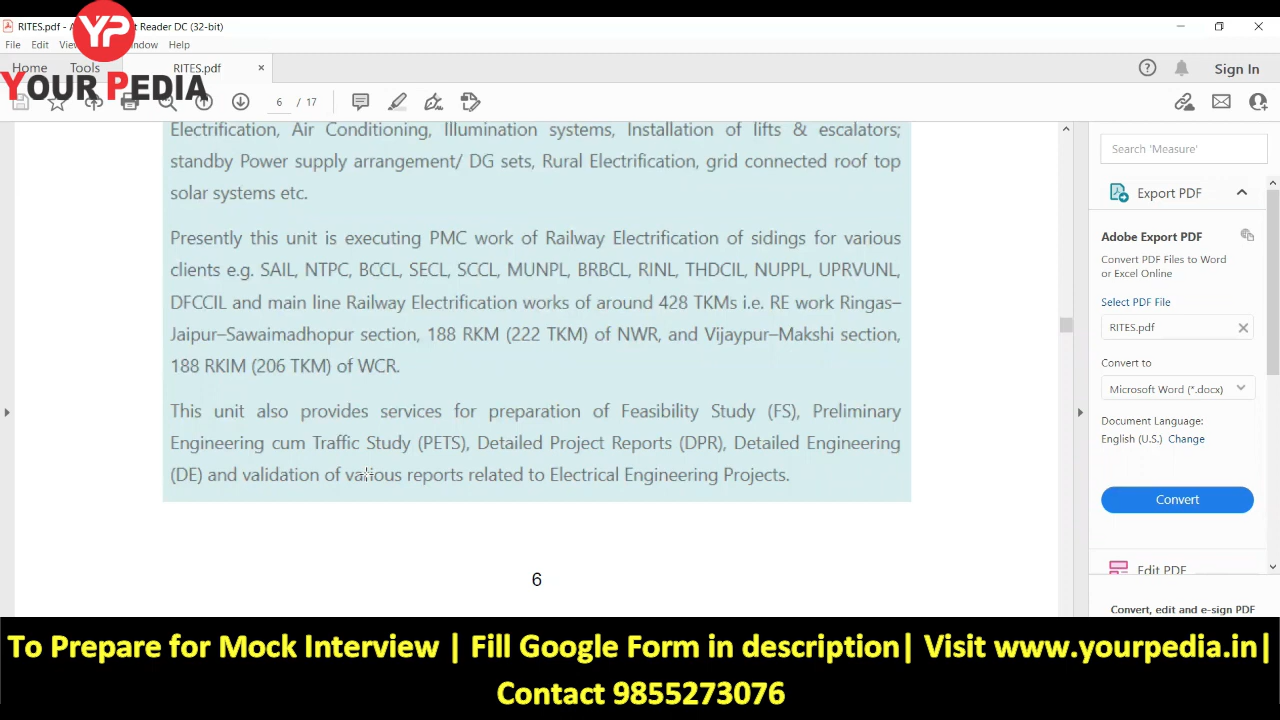 RITES.pdf - A
t Reader DC (32-bit)
YP
File Edit
indow Help
Home Tools RITES.pdf ×
Sign In
YOUR PEDIA
6 / 17
Electrification, Air Conditioning, Illumination systems, Installation of lifts & escalators;
standby Power supply arrangement/ DG sets, Rural Electrification, grid connected roof top
solar systems etc.
Presently this unit is executing PMC work of Railway Electrification of sidings for various
clients e.g. SAIL, NTPC, BCCL, SECL, SCCL, MUNPL, BRBCL, RINL, THDCIL, NUPPL, UPRVUNL,
DFCCIL and main line Railway Electrification works of around 428 TKMs i.e. RE work Ringas–
Jaipur–Sawaimadhopur section, 188 RKM (222 TKM) of NWR, and Vijaypur–Makshi section,
188 RKIM (206 TKM) of WCR.
This unit also provides services for preparation of Feasibility Study (FS), Preliminary
Engineering cum Traffic Study (PETS), Detailed Project Reports (DPR), Detailed Engineering
(DE) and validation of various reports related to Electrical Engineering Projects.
6
Search 'Measure'
Export PDF
Adobe Export PDF
Convert PDF Files to Word
or Excel Online
Select PDF File
RITES.pdf
Convert to
Microsoft Word (*.docx)
Document Language:
English (U.S.) Change
Convert
Edit PDF
Convert, edit and e-sign PDF
To Prepare for Mock Interview | Fill Google Form in description| Visit www.yourpedia.in|
Contact 9855273076